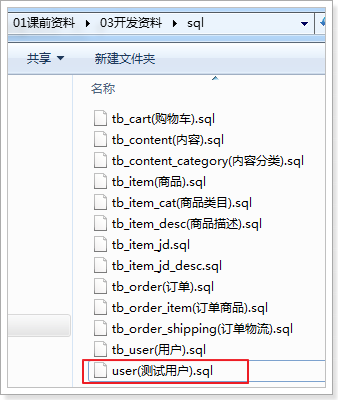 01课前资料 ▸ 03开发资料 ▸ sql
共享 新建文件夹
名称
tb_cart(购物车).sql
tb_content(内容).sql
tb_content_category(内容分类).sql
tb_item(商品).sql
tb_item_cat(商品类目).sql
tb_item_desc(商品描述).sql
tb_item_jd.sql
tb_item_jd_desc.sql
tb_order(订单).sql
tb_order_item(订单商品).sql
tb_order_shipping(订单物流).sql
tb_user(用户).sql
user(测试用户).sql